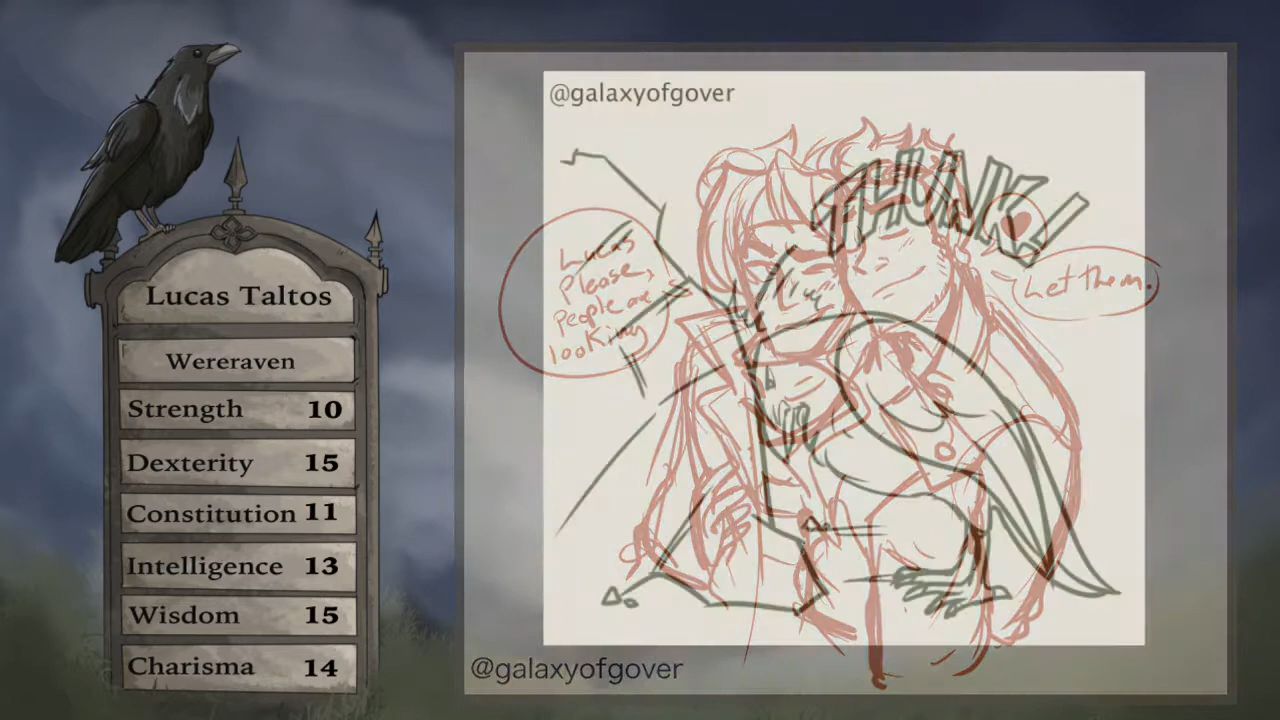 Lucas Taltos
Wereraven
Strength 10
Dexterity 15
Constitution 11
Intelligence 13
Wisdom 15
Charisma 14
@galaxyofgover
THUNK!
Lucas
Please,
People are
looking
Let them.
@galaxyofgover